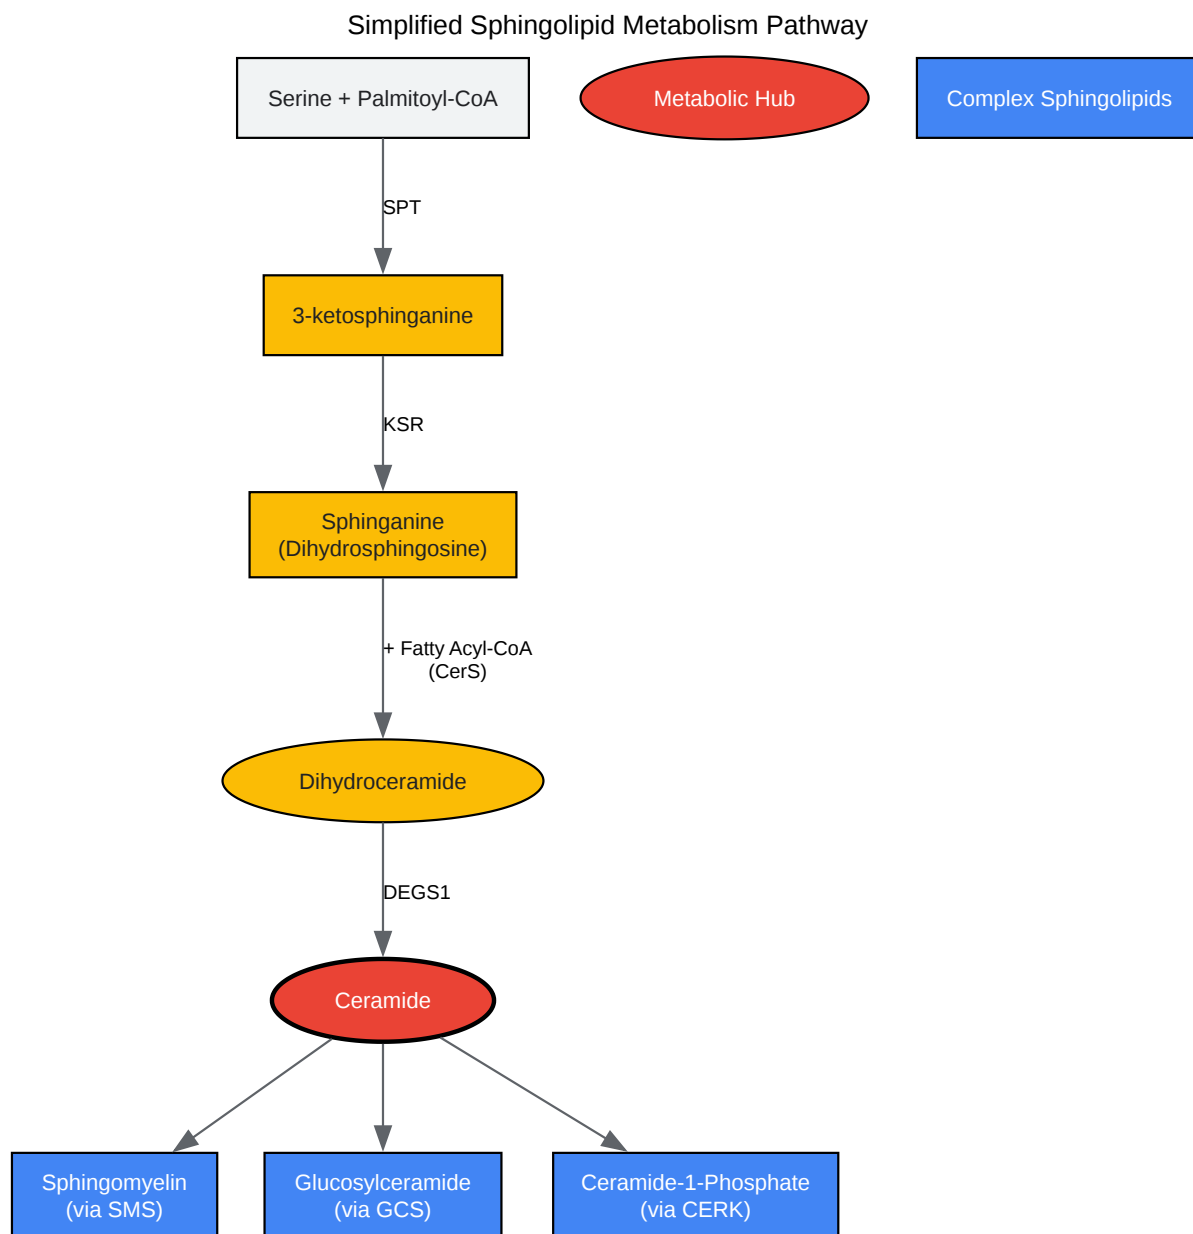 Simplified Sphingolipid Metabolism Pathway
Serine + Palmitoyl-CoA
Metabolic Hub
Complex Sphingolipids
SPT
3-ketosphinganine
KSR
Sphinganine
(Dihydrosphingosine)
+ Fatty Acyl-CoA
(CerS)
Dihydroceramide
DEGS1
Ceramide
Sphingomyelin
(via SMS)
Glucosylceramide
(via GCS)
Ceramide-1-Phosphate
(via CERK)